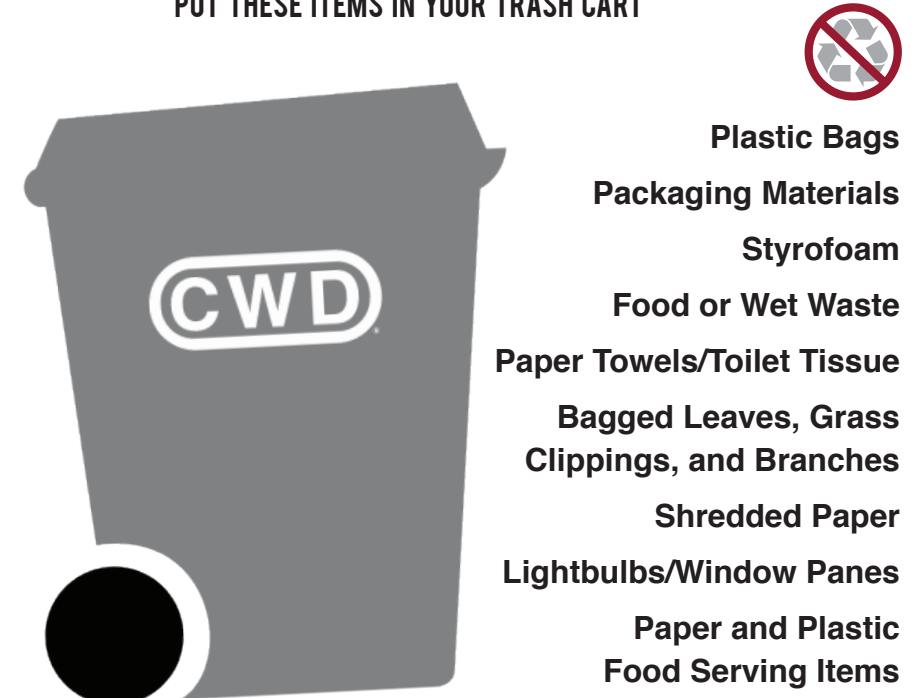 PUT THESE ITEMS IN YOUR TRASH CART
Plastic Bags
Packaging Materials
Styrofoam
Food or Wet Waste
CWD
Paper Towels/Toilet Tissue
Bagged Leaves, Grass
Clippings, and Branches
Shredded Paper
Lightbulbs/Window Panes
Paper and Plastic
Food Serving Items